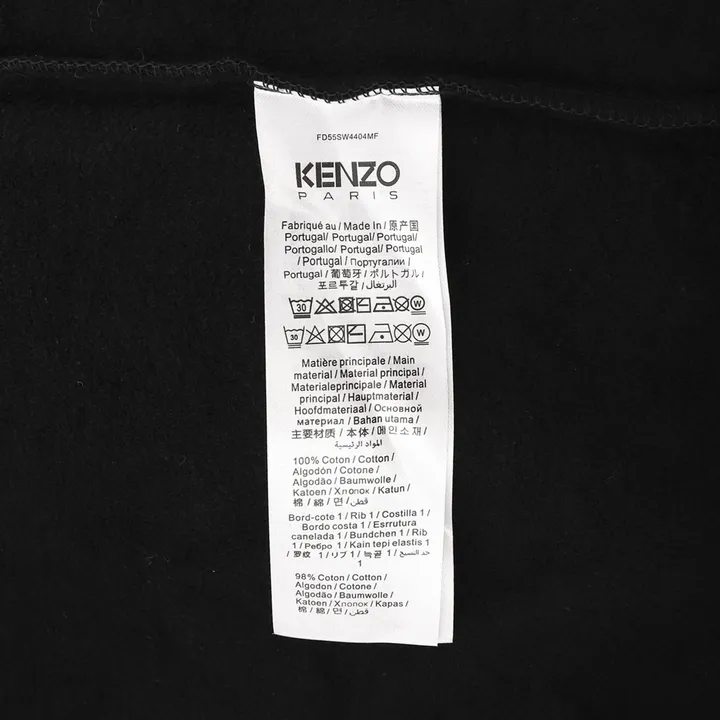 FD55SW4404MF
KENZO
PARIS
Fabriqué au / Made In / 原产国
Portugal/ Portugal/ Portugal/
Portogallo/ Portugal/ Portugal
/ Portugal / португалии /
Portugal / 葡萄牙 / ポルトガル /
포르투갈 / البرتغال
30 W
30 W
Matière principale / Main
material / Material principal /
Materialeprincipale / Material
principal / Hauptmaterial /
Hoofdmateriaal / Основной
материал / Bahan utama /
主要材质 / 本体 / 메인소재 /
المواد الرئيسية
100% Coton / Cotton /
Algodón / Cotone /
Algodão / Baumwolle /
Katoen / Хлопок / Katun /
棉 / 綿 / 면 / قطن
Bord-cote 1 / Rib 1 / Costilla 1 /
Bordo costa 1 / Esrrutura
canelada 1 / Bundchen 1 / Rib
1 / Ребро 1 / Kain tepi elastis 1
/ 罗纹 1 / リブ 1 / 늑골 1 / حد النسيج
1
98% Coton / Cotton /
Algodon / Cotone /
Algodão / Baumwolle /
Katoen / Хлопок / Kapas /
棉 / 綿 / 면 / قطن